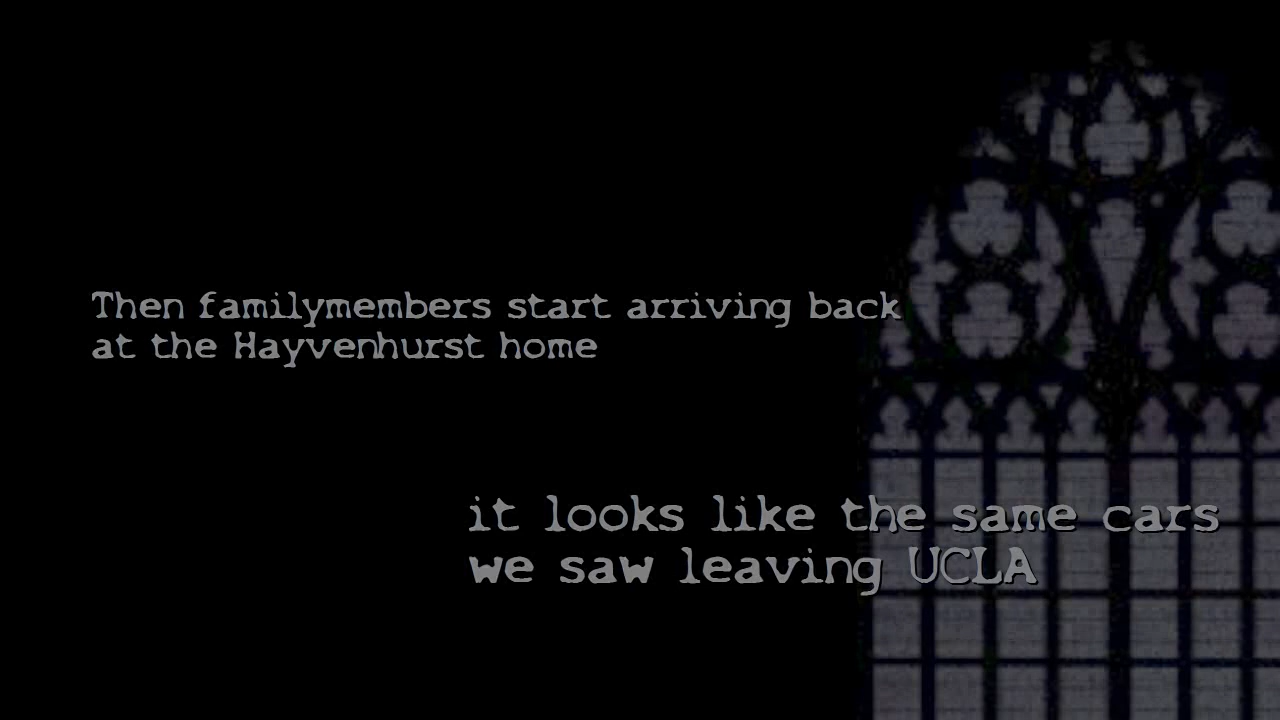 Then familymembers start arriving back
at the Hayvenhurst home
it looks like the same cars
we saw leaving UCLA